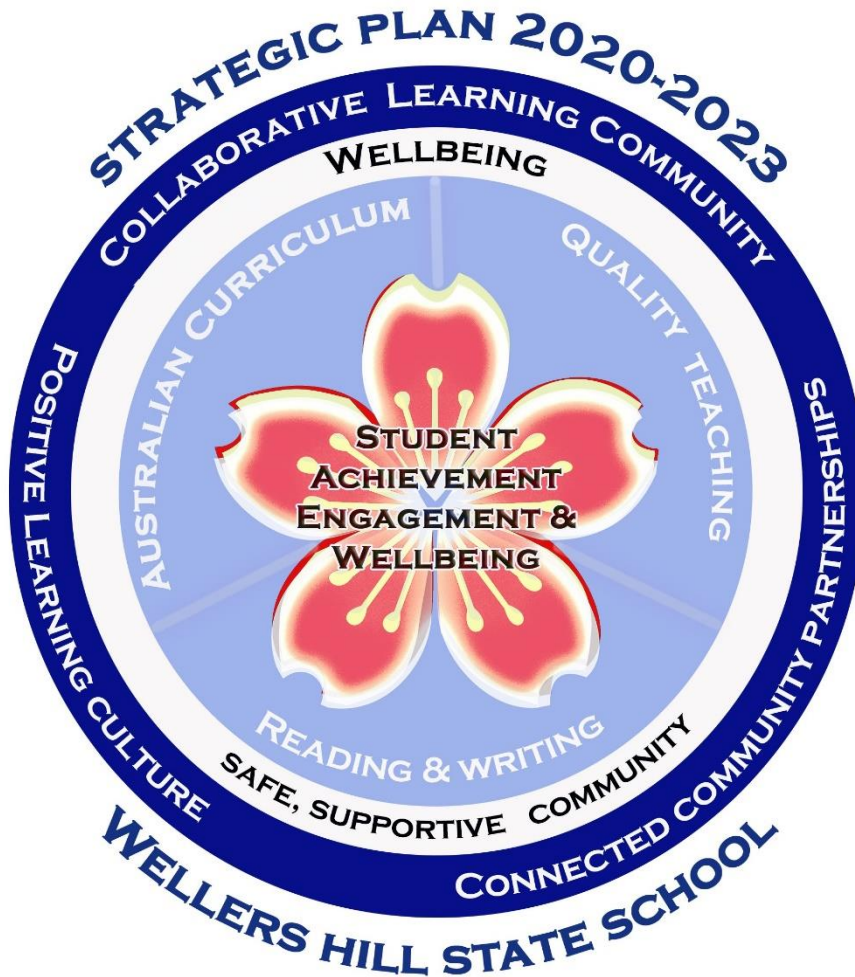 STRATEGIC PLAN 2020-2023
COLLABORATIVE LEARNING COMMUNITY
WELLBEING
AUSTRALIAN CURRICULUM
QUALITY TEACHING
POSITIVE LEARNING CULTURE
STUDENT
ACHIEVEMENT
ENGAGEMENT &
WELLBEING
CONNECTED COMMUNITY PARTNERSHIPS
READING & WRITING
SAFE, SUPPORTIVE COMMUNITY
WELLERS HILL STATE SCHOOL